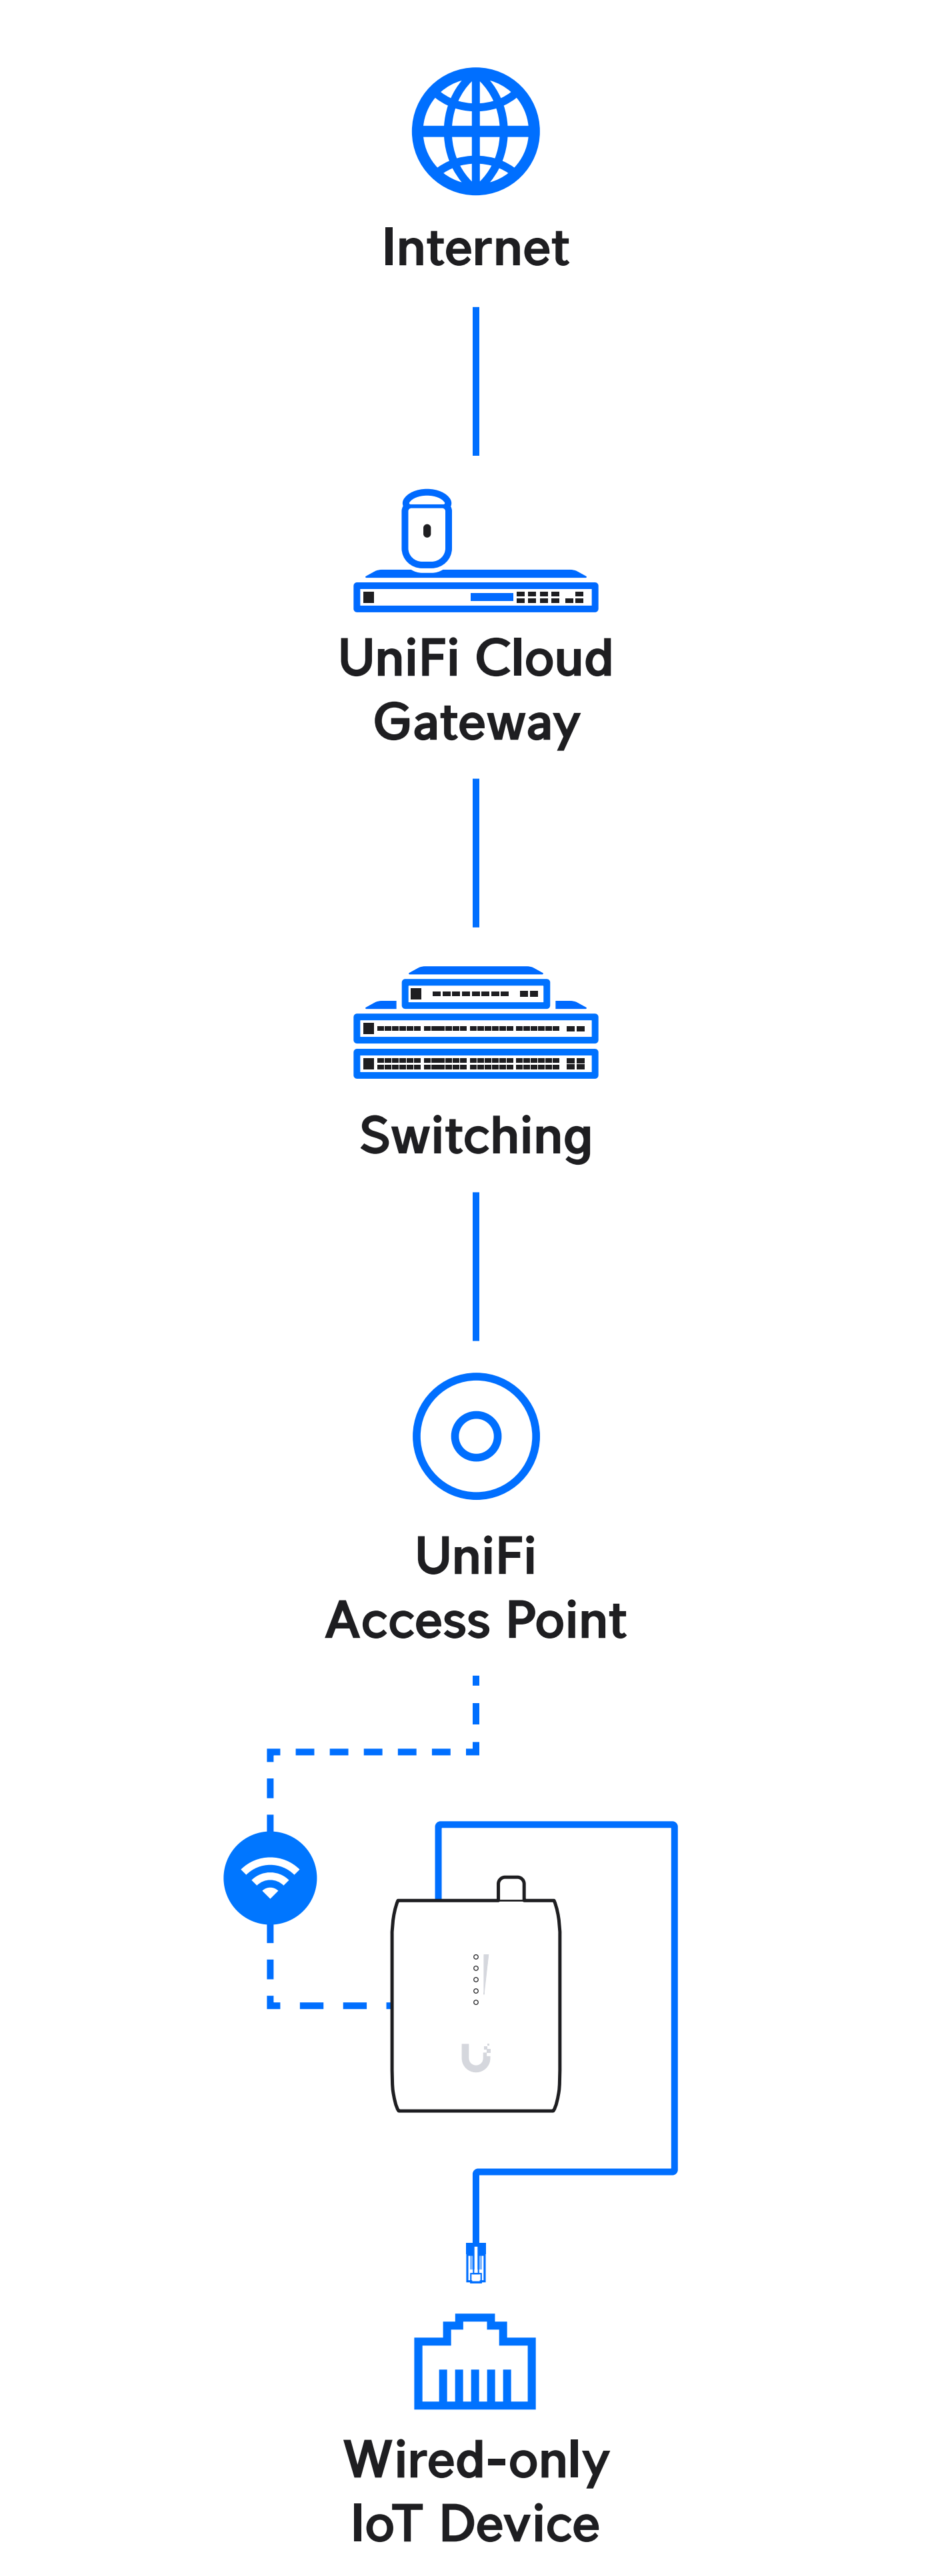 Internet
UniFi Cloud
Gateway
Switching
UniFi
Access Point
Wired-only
IoT Device